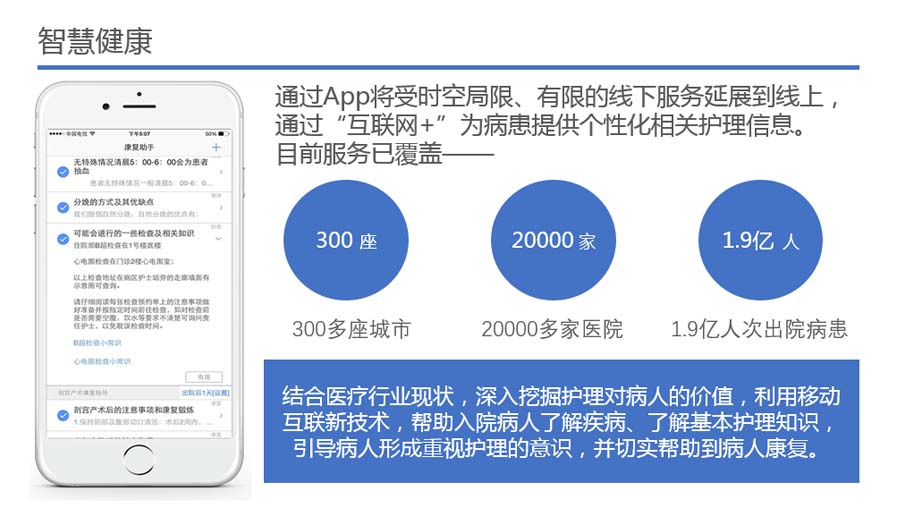 智慧健康
通过App将受时空局限、有限的线下服务延展到线上，
通过“互联网+”为病患提供个性化相关护理信息。
目前服务已覆盖——
300 座
20000 家
1.9亿 人
300多座城市
20000多家医院
1.9亿人次出院病患
结合医疗行业现状，深入挖掘护理对病人的价值，利用移动
互联新技术，帮助入院病人了解疾病、了解基本护理知识，
引导病人形成重视护理的意识，并切实帮助到病人康复。
中国电信
下午5:07
50%
康复助手
+
无特殊情况清晨5：00-6：00会为患者
抽血
患者无特殊情况一般清晨5：00-6：0...
分娩的方式及其优缺点
我们提倡自然分娩，自然分娩的优点有:
可能会进行的一些检查及相关知识
住院部B超检查在1号楼底楼
心电图检查在门诊2楼心电图室;
以上检查地址在病区护士站旁的走廊墙面有
示意图可查询。
请仔细阅读每张检查预约单上的注意事项做
好准备并按指定时间前往检查，如对检查前
是否需要空腹，饮水等要求不清楚可询问责
任护士，以免耽误检查时间。
B超检查小常识
心电图检查小常识
有用
剖宫产术康复指导
出院后1天[设置]
剖宫产术后的注意事项和康复锻炼
1.保持局部及腹部切口清洁：术后2周内，...